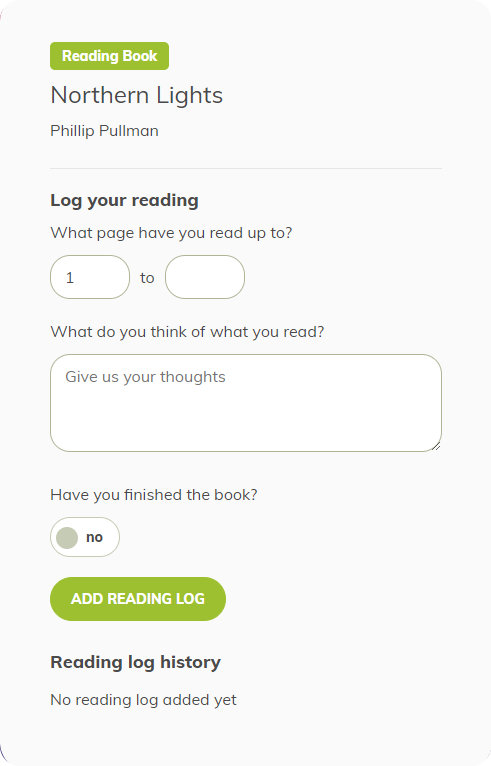 Reading Book
Northern Lights
Phillip Pullman
Log your reading
What page have you read up to?
1 to
What do you think of what you read?
Give us your thoughts
Have you finished the book?
no
ADD READING LOG
Reading log history
No reading log added yet